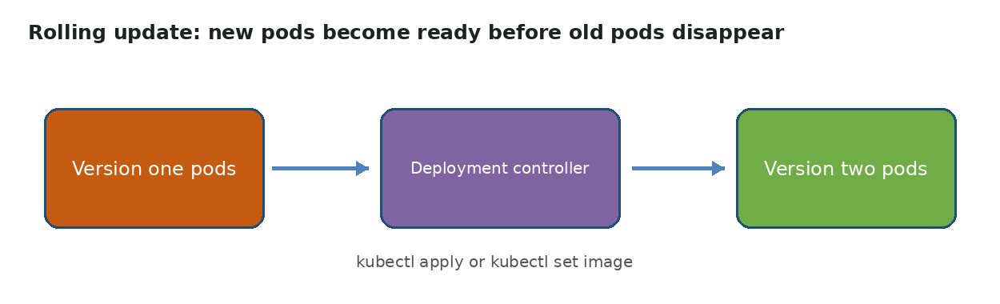 Rolling update: new pods become ready before old pods disappear
Version one pods
Deployment controller
Version two pods
kubectl apply or kubectl set image